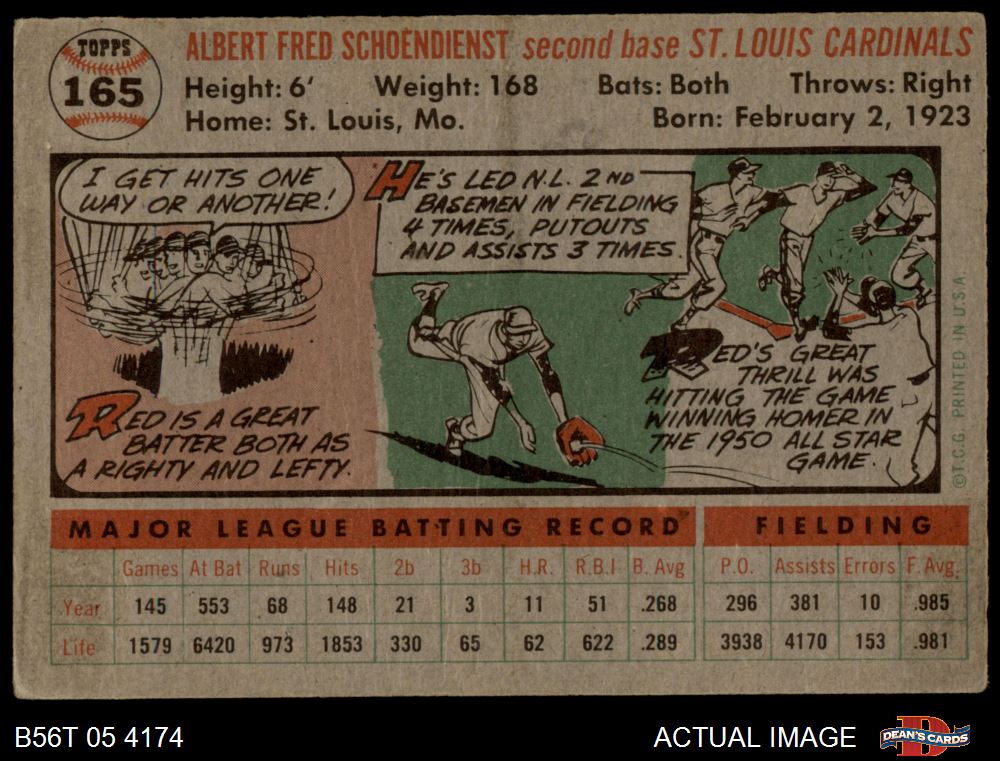 TOPPS
165
ALBERT FRED SCHOENDIENST second base ST. LOUIS CARDINALS
Height: 6' Weight: 168 Bats: Both Throws: Right
Home: St. Louis, Mo. Born: February 2, 1923
I GET HITS ONE
WAY OR ANOTHER!
RED IS A GREAT
BATTER BOTH AS
A RIGHTY AND LEFTY.
HE'S LED N.L. 2ND
BASEMEN IN FIELDING
4 TIMES, PUTOUTS
AND ASSISTS 3 TIMES.
RED'S GREAT
THRILL WAS
HITTING THE GAME
WINNING HOMER IN
THE 1950 ALL STAR
GAME.
©T.C.G. PRINTED IN U.S.A.
MAJOR LEAGUE BATTING RECORD FIELDING
Games At Bat Runs Hits 2b 3b H.R. R.B.I B. Avg P.O. Assists Errors F. Avg.
Year 145 553 68 148 21 3 11 51 .268 296 381 10 .985
Life 1579 6420 973 1853 330 65 62 622 .289 3938 4170 153 .981
B56T 05 4174 ACTUAL IMAGE DEAN'S CARDS